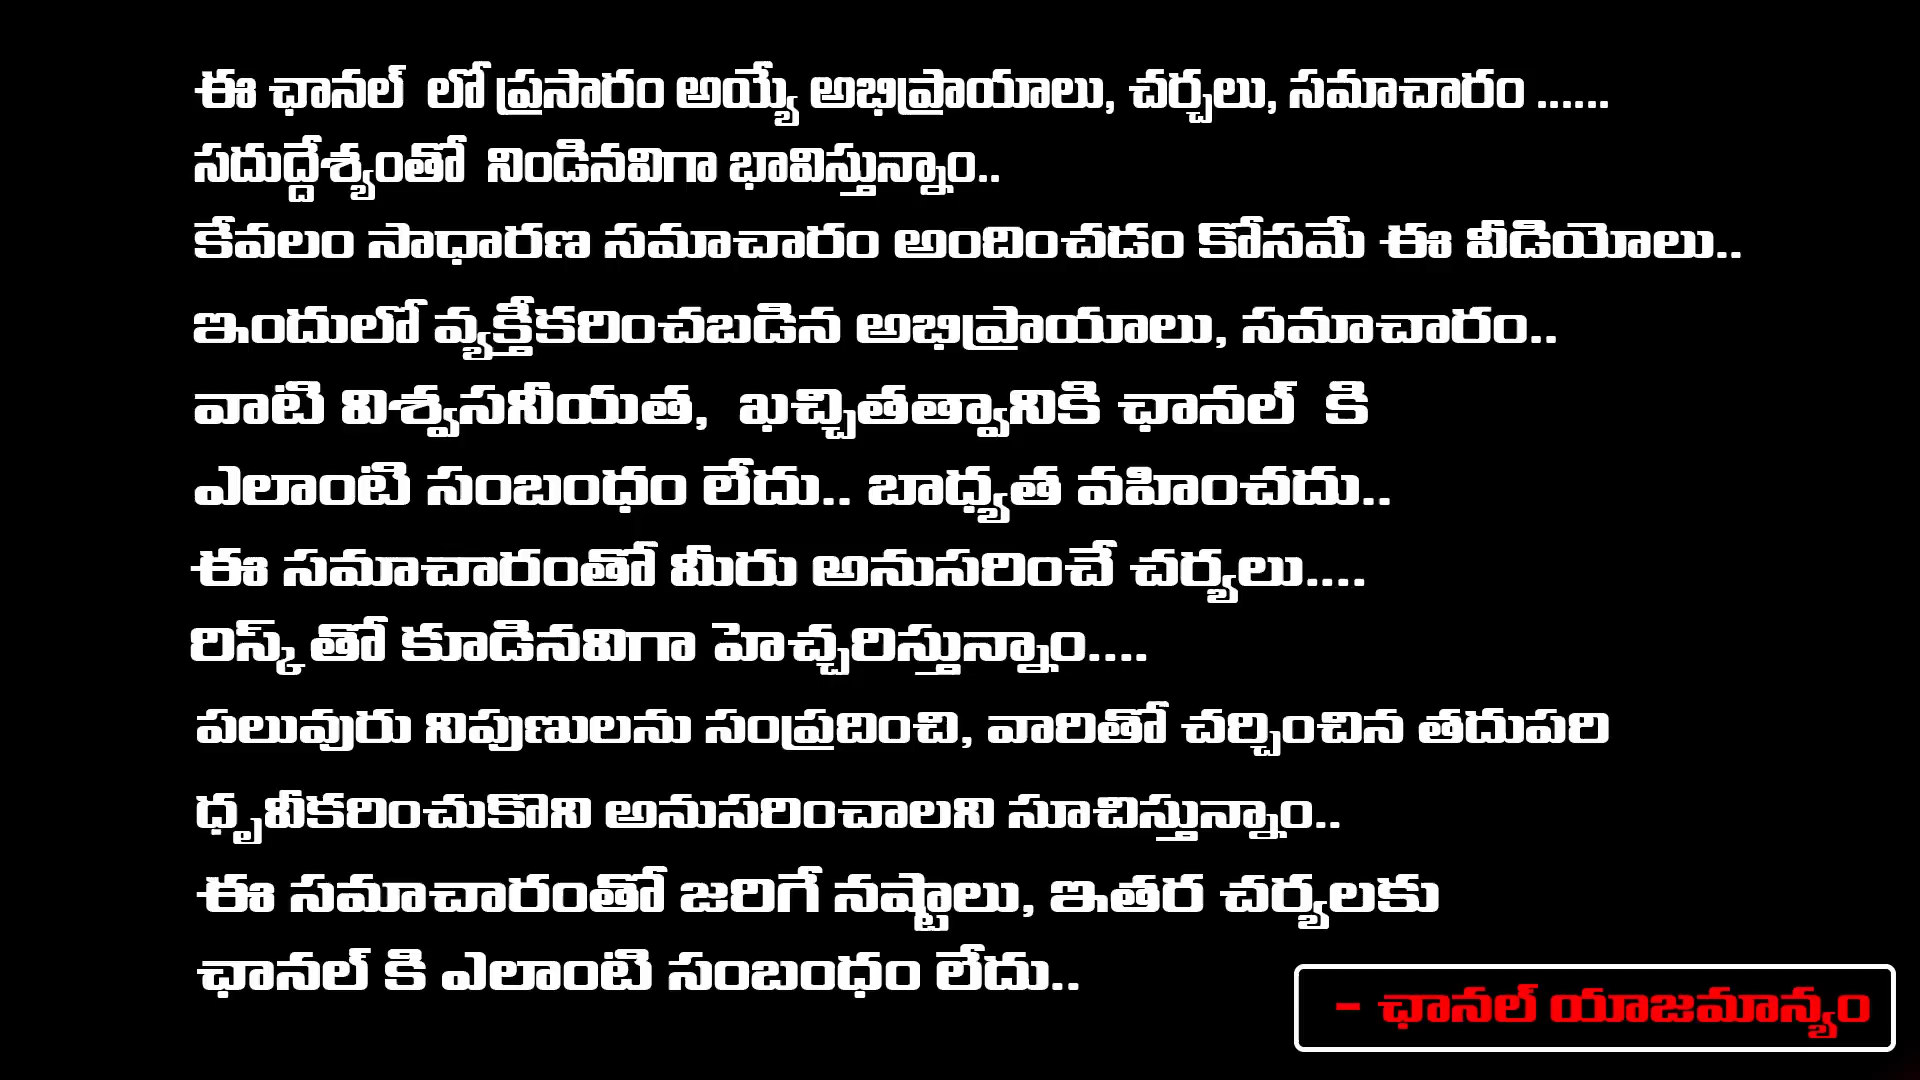 ఈ ఛానల్ లో ప్రసారం అయ్యే అభిప్రాయాలు, చర్చలు, సమాచారం ......
సదుద్దేశ్యంతో నిండినవిగా భావిస్తున్నాం..
కేవలం సాధారణ సమాచారం అందించడం కోసమే ఈ వీడియోలు..
ఇందులో వ్యక్తీకరించబడిన అభిప్రాయాలు, సమాచారం..
వాటి విశ్వసనీయత, ఖచ్చితత్వానికి ఛానల్ కి
ఎలాంటి సంబంధం లేదు.. బాధ్యత వహించదు..
ఈ సమాచారంతో మీరు అనుసరించే చర్యలు....
రిస్క్ తో కూడినవిగా హెచ్చరిస్తున్నాం....
పలువురు నిపుణులను సంప్రదించి, వారితో చర్చించిన తదుపరి
ధృవీకరించుకొని అనుసరించాలని సూచిస్తున్నాం..
ఈ సమాచారంతో జరిగే నష్టాలు, ఇతర చర్యలకు
ఛానల్ కి ఎలాంటి సంబంధం లేదు..
- ఛానల్ యాజమాన్యం